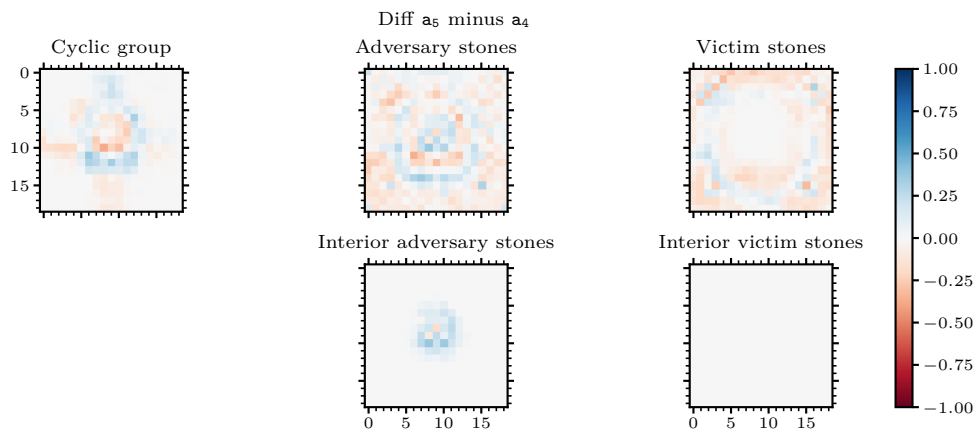 Diff a₅ minus a₄
Cyclic group
Adversary stones
Victim stones
0
5
10
15
1.00
0.75
0.50
0.25
0.00
−0.25
−0.50
−0.75
−1.00
Interior adversary stones
Interior victim stones
0 5 10 15
0 5 10 15